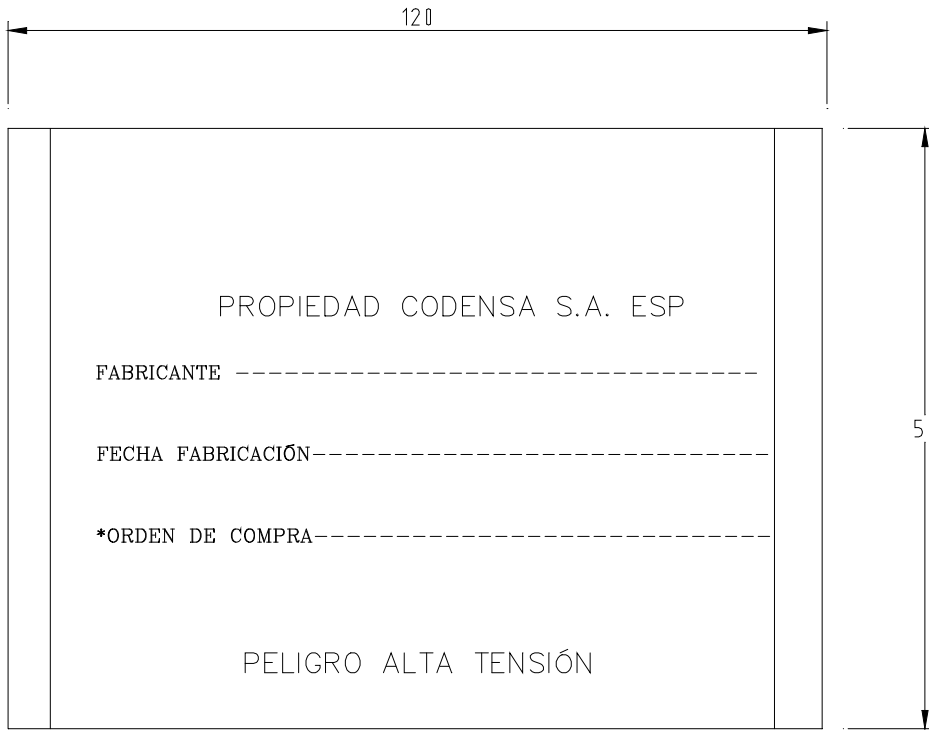 120
PROPIEDAD CODENSA S.A. ESP
FABRICANTE --------------------------------
FECHA FABRICACIÓN----------------------------
5
*ORDEN DE COMPRA----------------------------
PELIGRO ALTA TENSIÓN